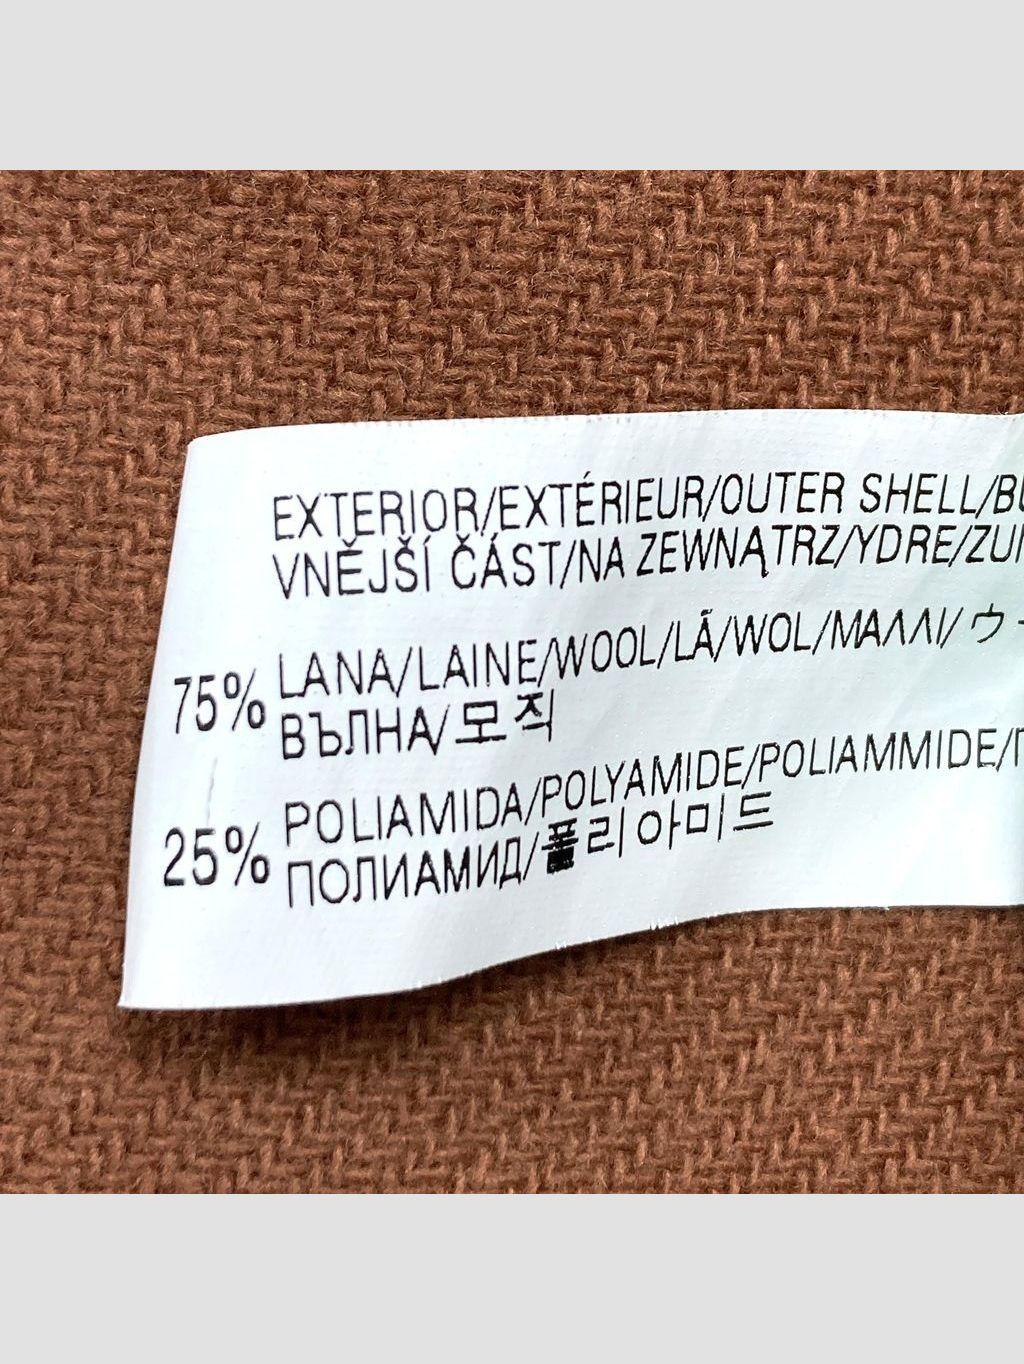 EXTERIOR/EXTÉRIEUR/OUTER SHELL/
VNĚJŠÍ ČÁST/NA ZEWNĄTRZ/YDRE/
75% LANA/LAINE/WOOL/LÃ/WOL/ΜΑΛΛΙ/
ВЪЛНА/모직
25% POLIAMIDA/POLYAMIDE/POLIAMMIDE/
ПОЛИАМИД/폴리아미드